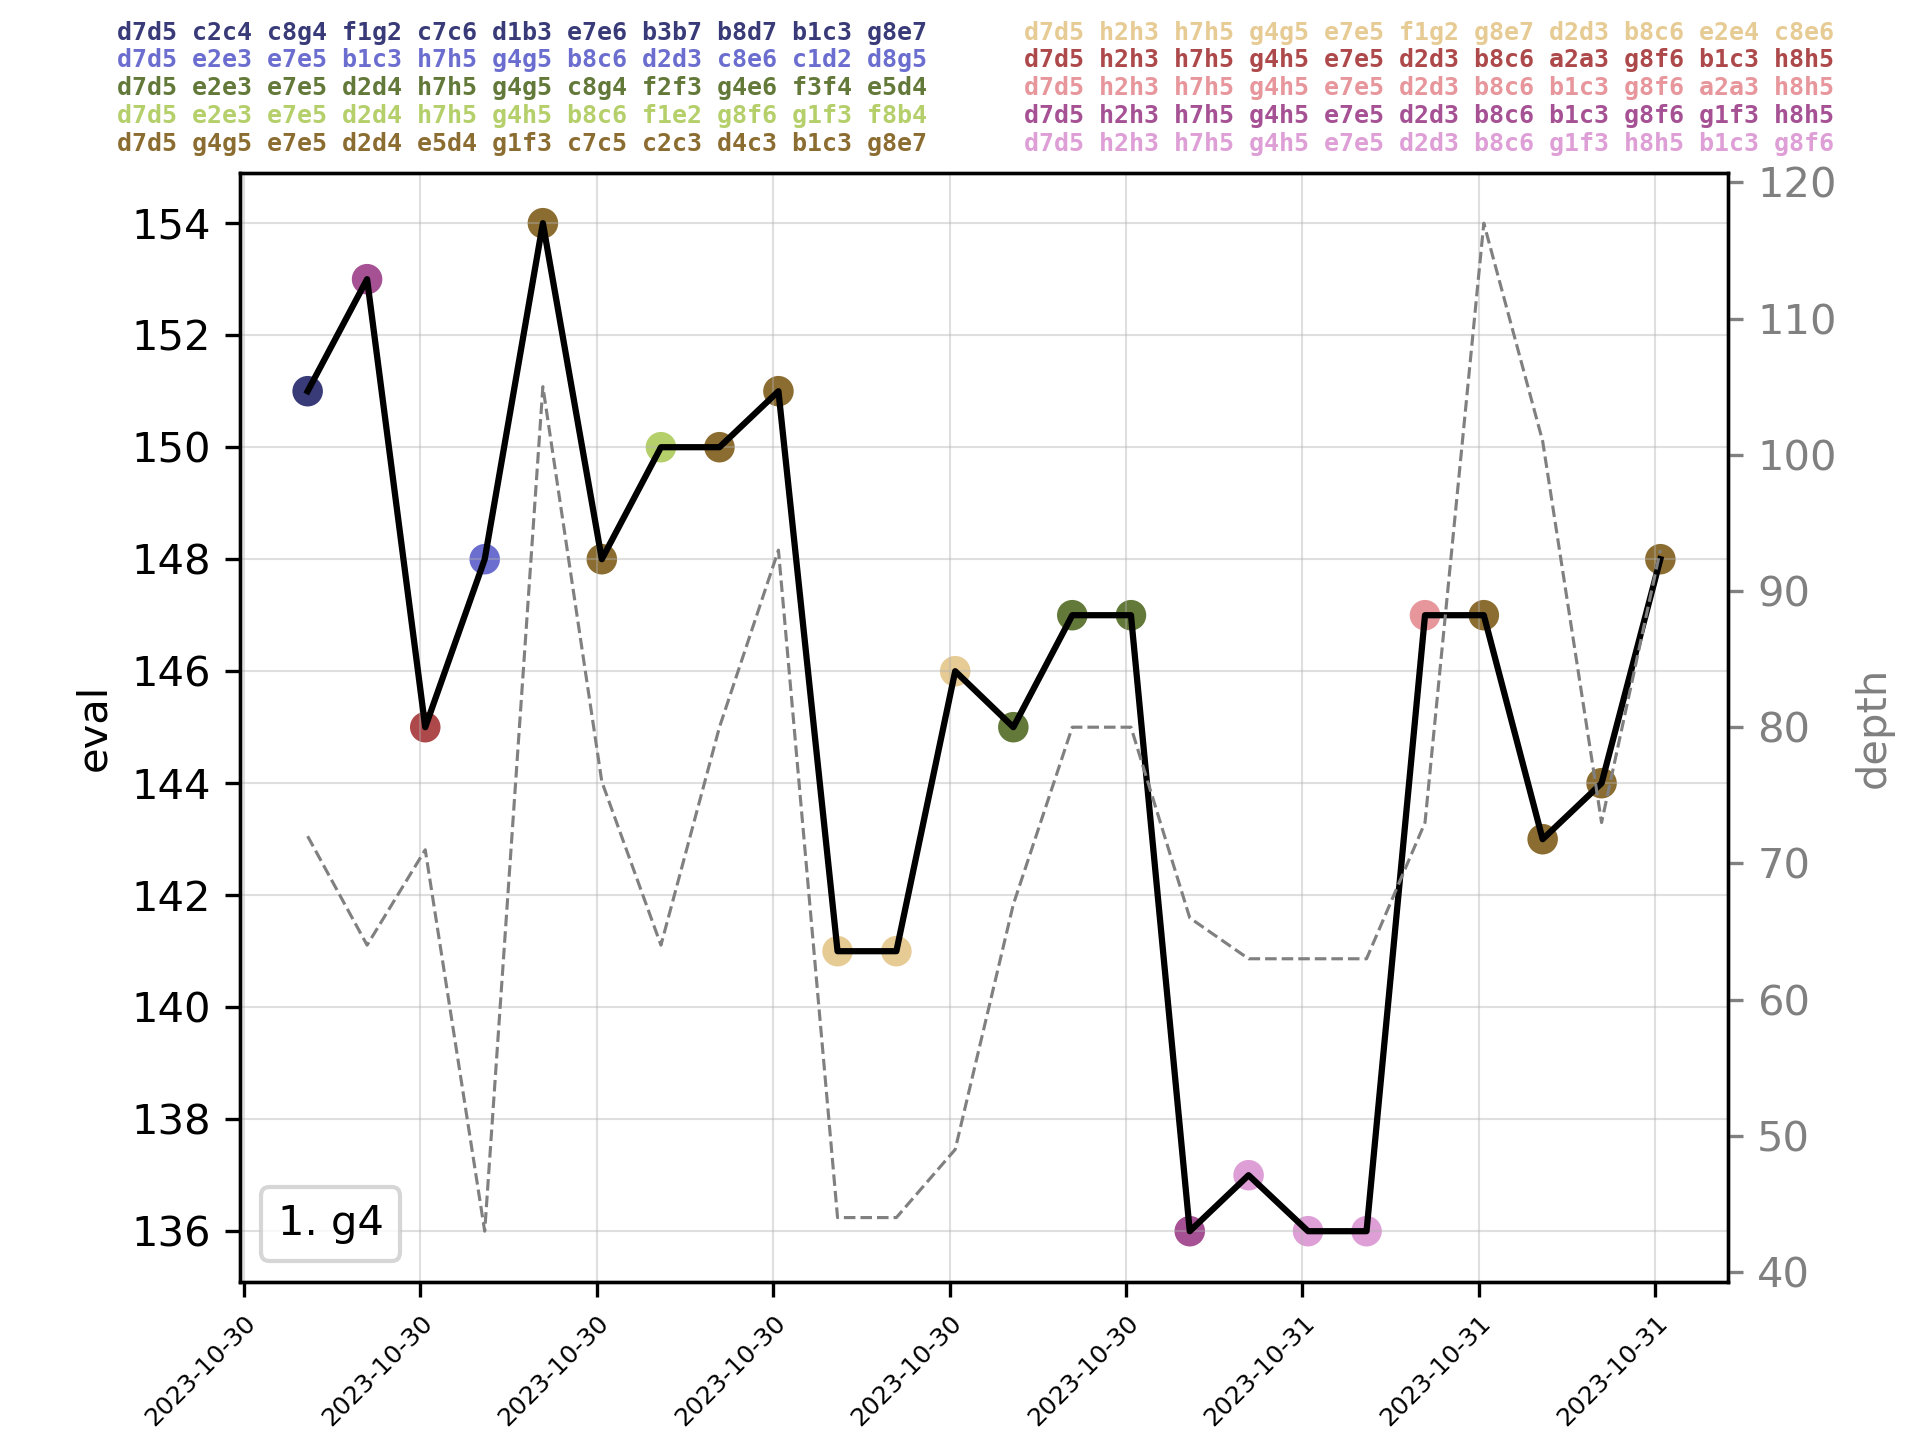 d7d5 c2c4 c8g4 f1g2 c7c6 d1b3 e7e6 b3b7 b8d7 b1c3 g8e7
d7d5 e2e3 e7e5 b1c3 h7h5 g4g5 b8c6 d2d3 c8e6 c1d2 d8g5
d7d5 e2e3 e7e5 d2d4 h7h5 g4g5 c8g4 f2f3 g4e6 f3f4 e5d4
d7d5 e2e3 e7e5 d2d4 h7h5 g4h5 b8c6 f1e2 g8f6 g1f3 f8b4
d7d5 g4g5 e7e5 d2d4 e5d4 g1f3 c7c5 c2c3 d4c3 b1c3 g8e7
d7d5 h2h3 h7h5 g4g5 e7e5 f1g2 g8e7 d2d3 b8c6 e2e4 c8e6
d7d5 h2h3 h7h5 g4h5 e7e5 d2d3 b8c6 a2a3 g8f6 b1c3 h8h5
d7d5 h2h3 h7h5 g4h5 e7e5 d2d3 b8c6 b1c3 g8f6 a2a3 h8h5
d7d5 h2h3 h7h5 g4h5 e7e5 d2d3 b8c6 b1c3 g8f6 g1f3 h8h5
d7d5 h2h3 h7h5 g4h5 e7e5 d2d3 b8c6 g1f3 h8h5 b1c3 g8f6
154
152
150
148
146
144
142
140
138
136
eval
120
110
100
90
80
70
60
50
40
depth
1. g4
2023-10-30
2023-10-30
2023-10-30
2023-10-30
2023-10-30
2023-10-30
2023-10-31
2023-10-31
2023-10-31